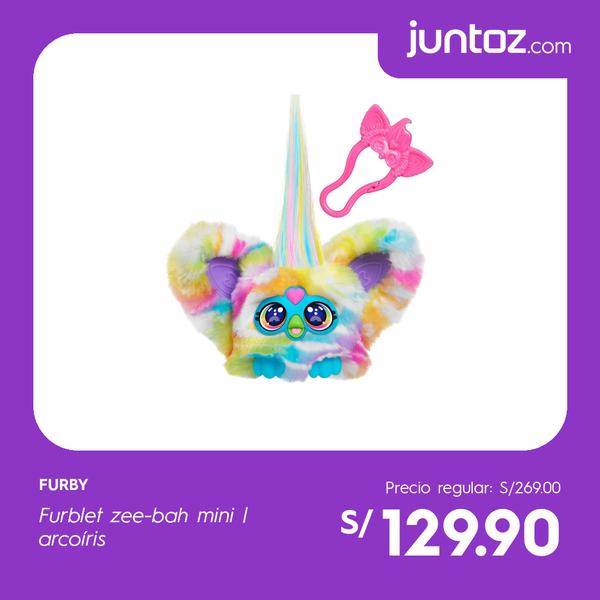 juntoz.com
FURBY
Furblet zee-bah mini |
arcoíris
Precio regular: S/269.00
S/129.90